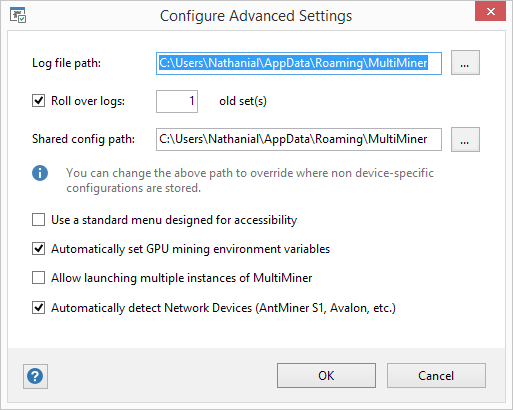 Configure Advanced Settings
Log file path: C:\Users\Nathanial\AppData\Roaming\MultiMiner ...
Roll over logs: 1 old set(s)
Shared config path: C:\Users\Nathanial\AppData\Roaming\MultiMiner ...
You can change the above path to override where non device-specific
configurations are stored.
Use a standard menu designed for accessibility
Automatically set GPU mining environment variables
Allow launching multiple instances of MultiMiner
Automatically detect Network Devices (AntMiner S1, Avalon, etc.)
OK Cancel